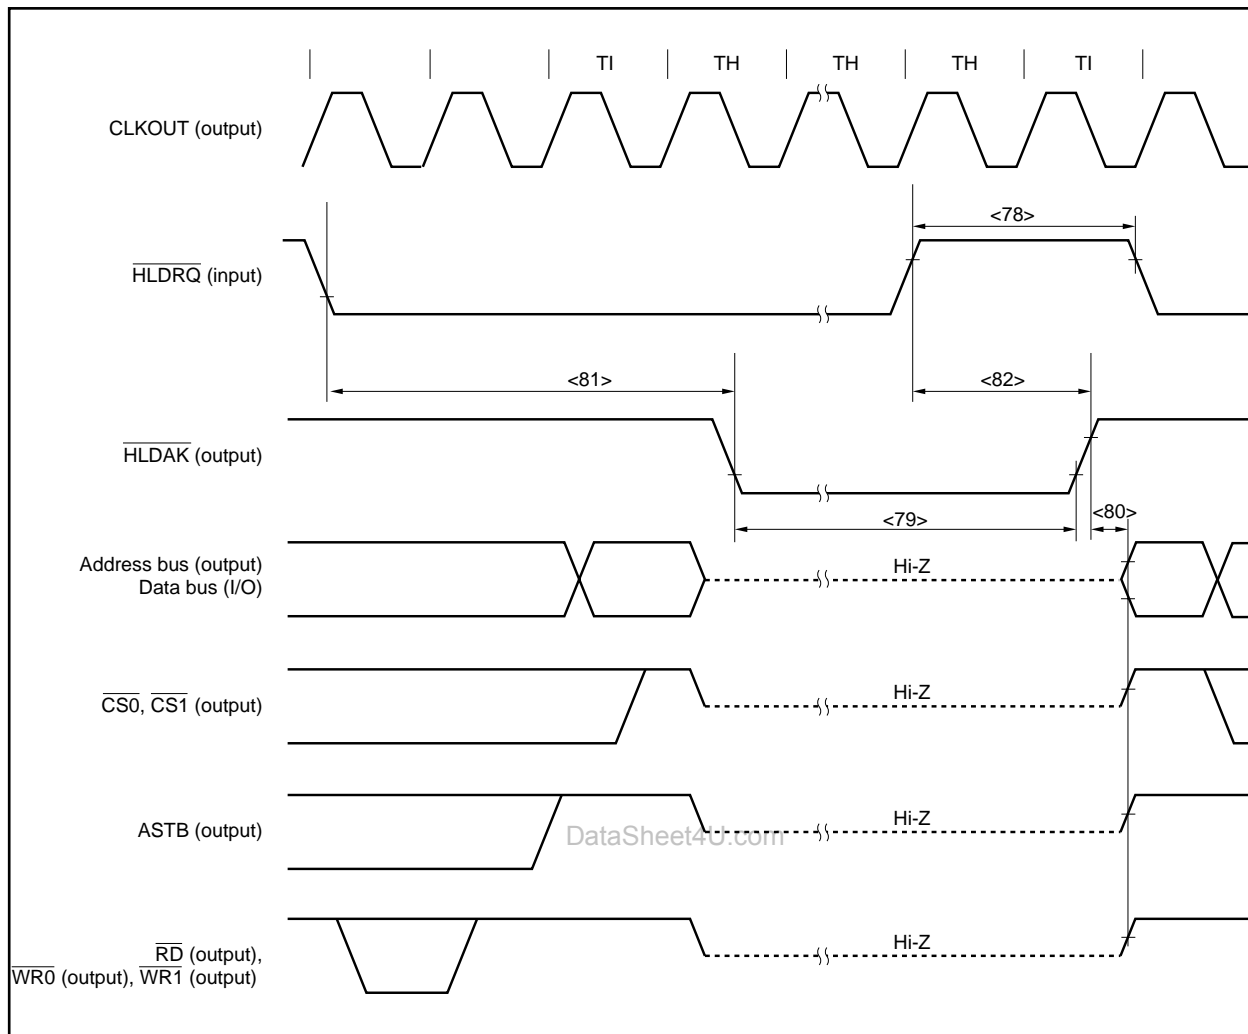 TI TH TH TH TI
CLKOUT (output)
<78>
HLDRQ (input)
<81> <82>
HLDAK (output)
<79> <80>
Address bus (output)
Data bus (I/O)
Hi-Z
CS0, CS1 (output)
Hi-Z
ASTB (output)
Hi-Z
DataSheet4U.com
RD (output),
WR0 (output), WR1 (output)
Hi-Z